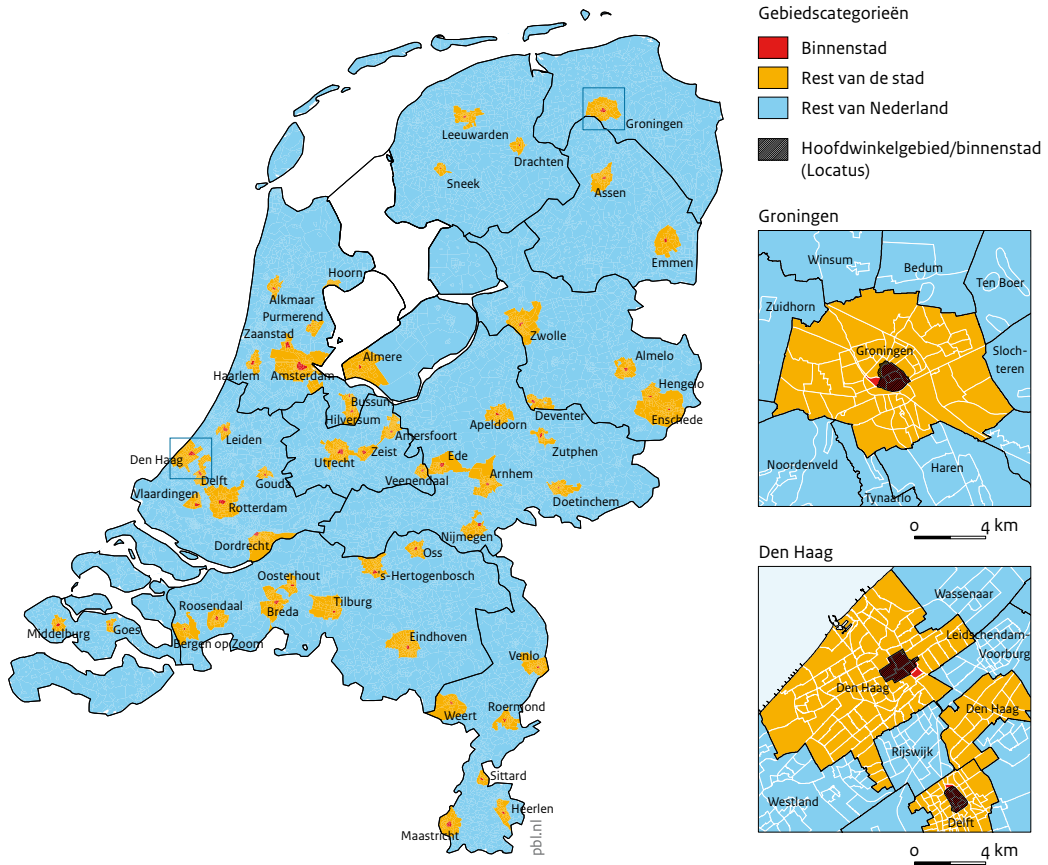 Gebiedscategorieën
Binnenstad
Rest van de stad
Rest van Nederland
Hoofdwinkelgebied/binnenstad
(Locatus)
Leeuwarden
Groningen
Drachten
Sneek
Assen
Emmen
Hoorn
Alkmaar
Purmerend
Zaanstad
Zwolle
Almere
Almelo
Haarlem
Amsterdam
Hengelo
Bussum
Hilversum
Deventer
Apeldoorn
Enschede
Leiden
Amersfoort
Zutphen
Den Haag
Utrecht
Zeist
Ede
Arnhem
Delft
Gouda
Veenendaal
Vlaardingen
Rotterdam
Doetinchem
Nijmegen
Dordrecht
Oss
Oosterhout
's-Hertogenbosch
Roosendaal
Breda
Tilburg
Middelburg
Goes
Bergen op Zoom
Eindhoven
Venlo
Weert
Roermond
Sittard
Heerlen
Maastricht
pbl.nl
Groningen
Winsum
Bedum
Ten Boer
Zuidhorn
Groningen
Sloch-
teren
Noordenveld
Haren
Tynaarlo
0 4 km
Den Haag
Wassenaar
Leidschendam-
Voorburg
Den Haag
Den Haag
Rijswijk
Westland
Delft
0 4 km